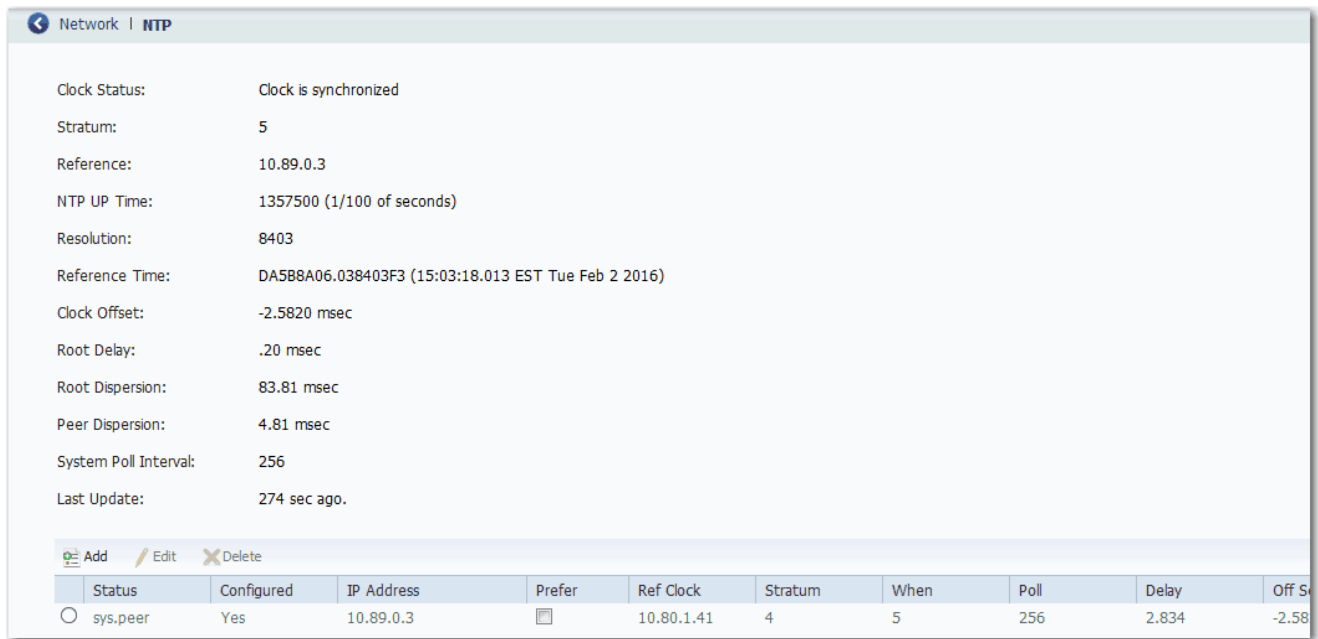 Network | NTP
Clock Status: Clock is synchronized
Stratum: 5
Reference: 10.89.0.3
NTP UP Time: 1357500 (1/100 of seconds)
Resolution: 8403
Reference Time: DA5B8A06.038403F3 (15:03:18.013 EST Tue Feb 2 2016)
Clock Offset: -2.5820 msec
Root Delay: .20 msec
Root Dispersion: 83.81 msec
Peer Dispersion: 4.81 msec
System Poll Interval: 256
Last Update: 274 sec ago.
Add Edit Delete
Status Configured IP Address Prefer Ref Clock Stratum When Poll Delay Off
sys.peer Yes 10.89.0.3 10.80.1.41 4 5 256 2.834 -2.58